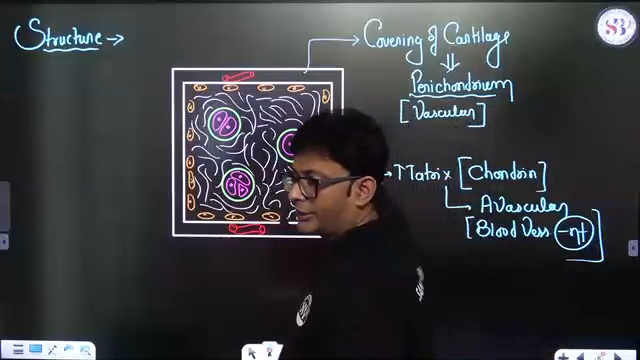 Structure →
Covering of Cartilage
Perichondrium
[Vascular]
Matrix [Chondrin]
AVascular
[Blood Vess -nt]